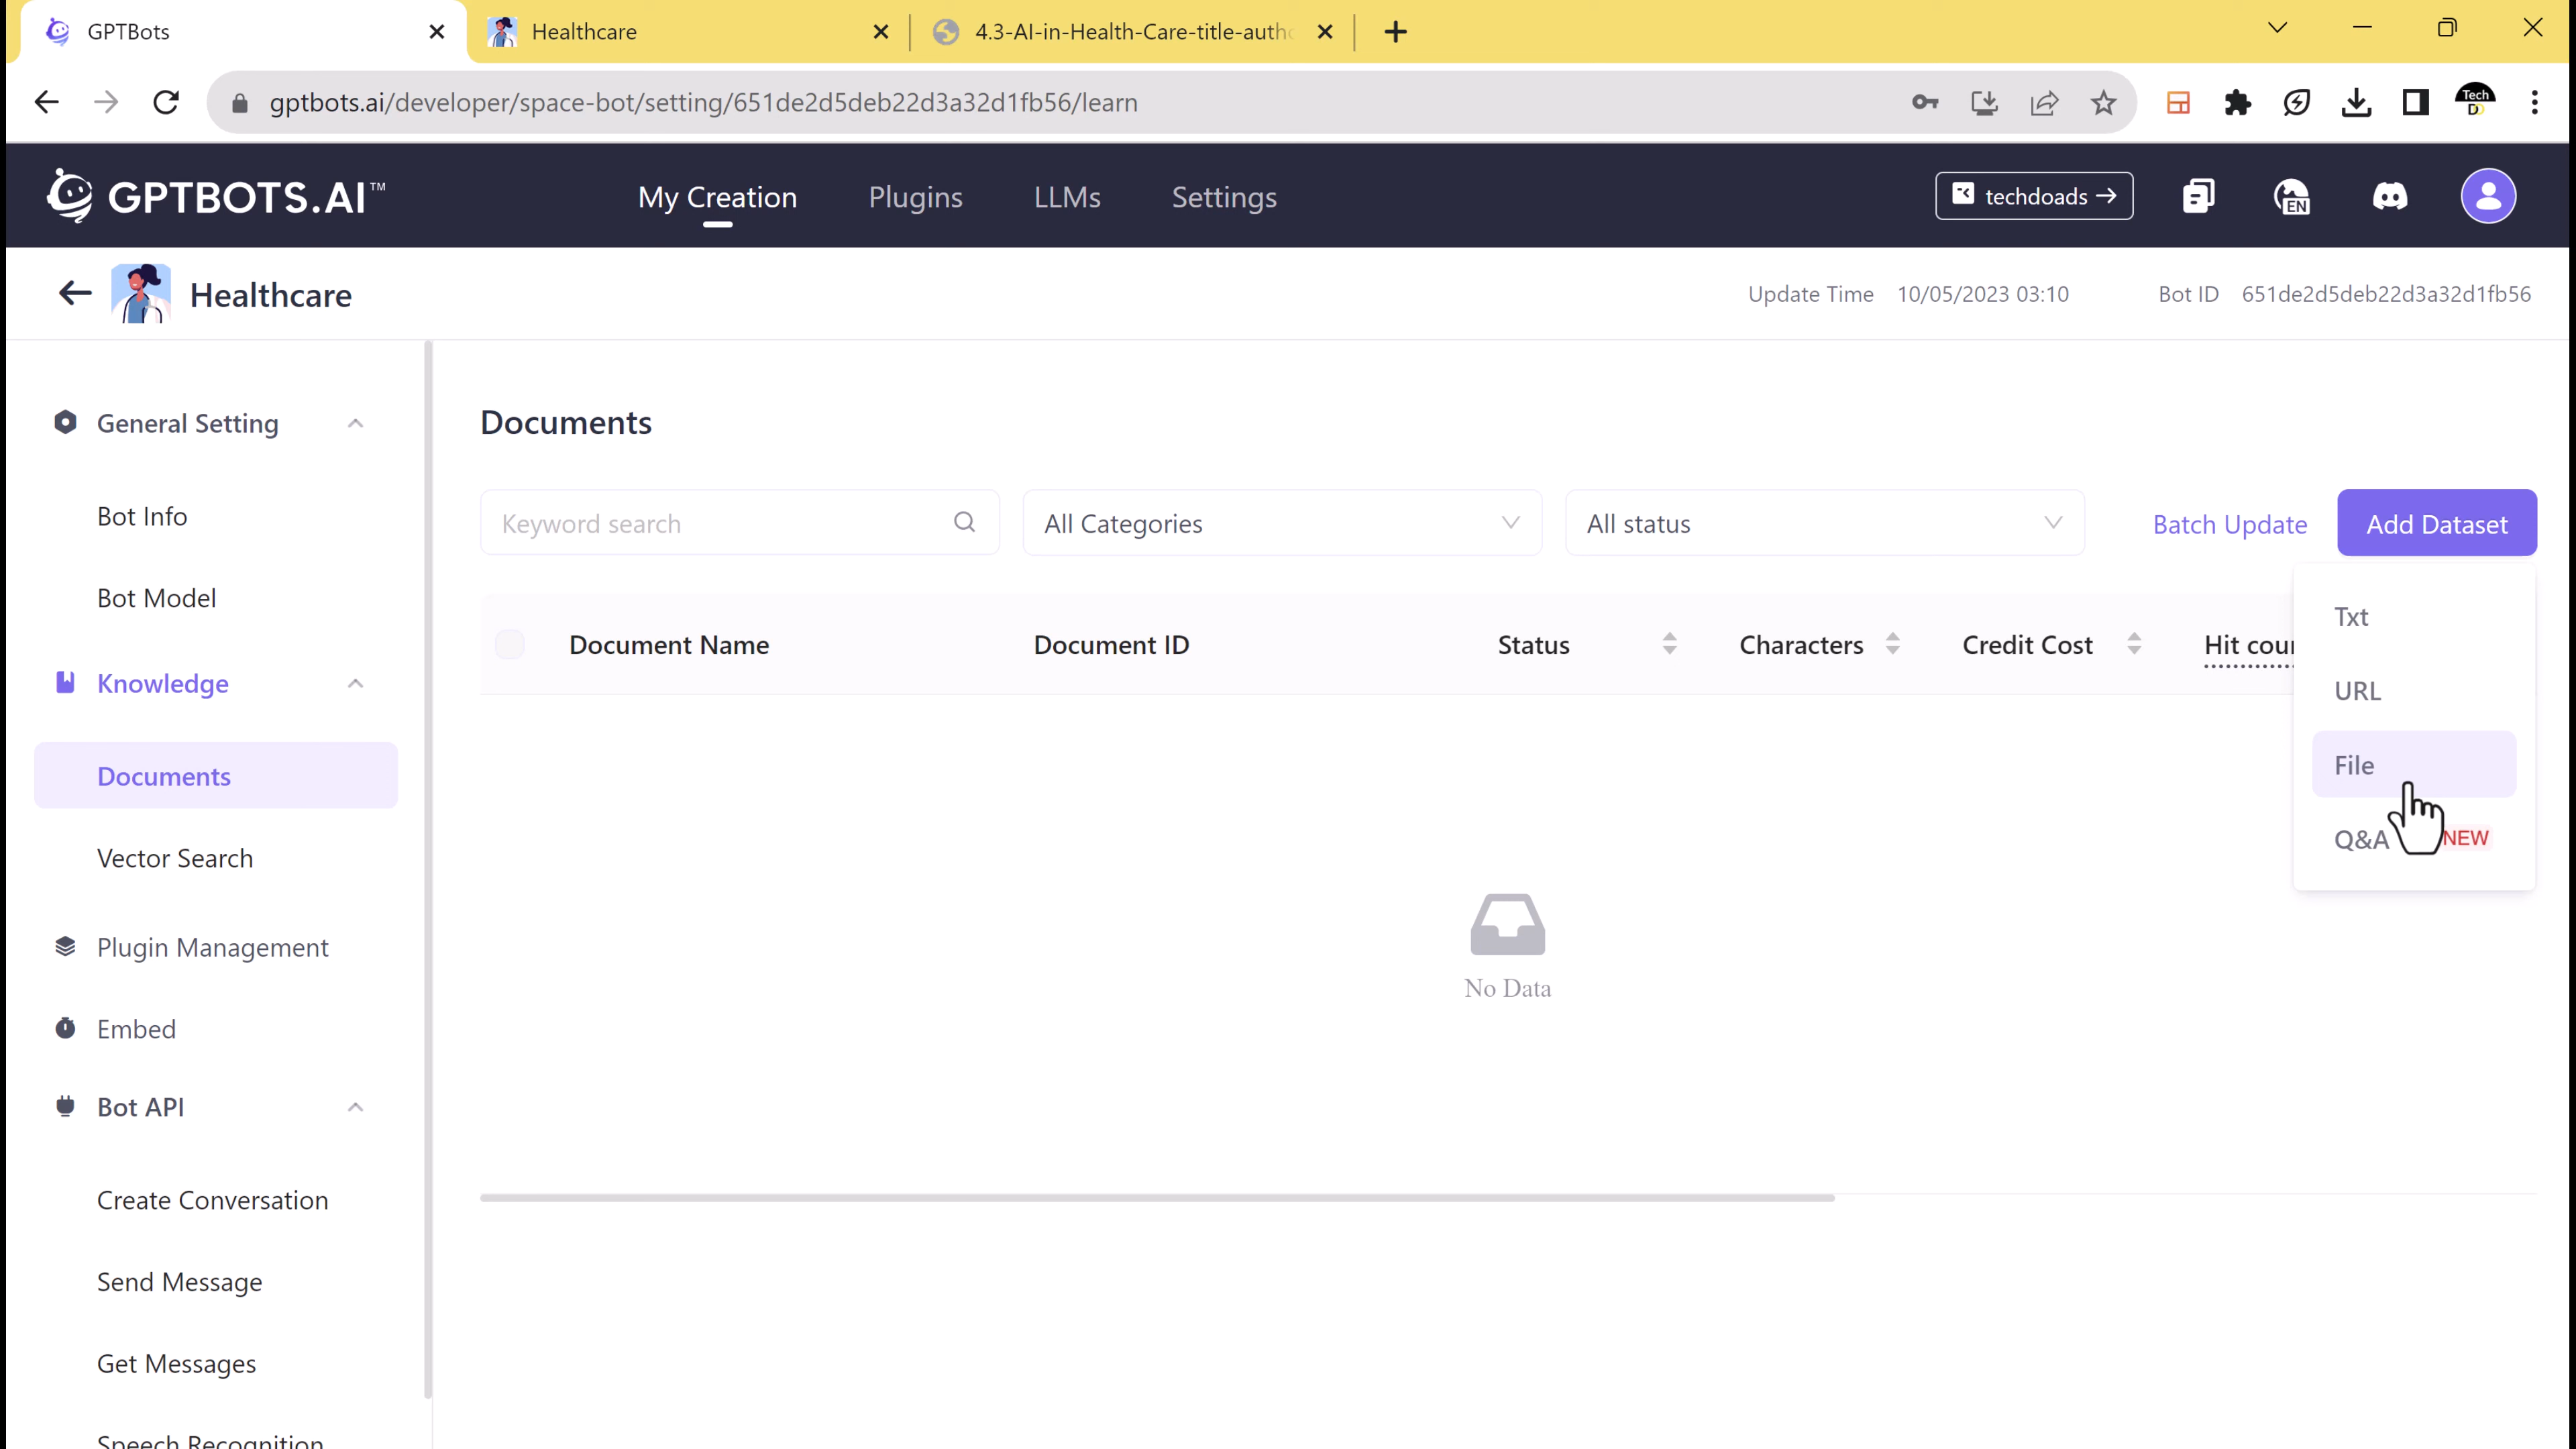 GPTBots
Healthcare
4.3-AI-in-Health-Care-title-auth
gptbots.ai/developer/space-bot/setting/651de2d5deb22d3a32d1fb56/learn
Tech
GPTBOTS.AI™
My Creation
Plugins
LLMs
Settings
techdoads →
EN
Healthcare
Update Time 10/05/2023 03:10
Bot ID 651de2d5deb22d3a32d1fb56
General Setting
Bot Info
Bot Model
Knowledge
Documents
Vector Search
Plugin Management
Embed
Bot API
Create Conversation
Send Message
Get Messages
Speech Recognition
Documents
Keyword search
All Categories
All status
Batch Update
Add Dataset
Document Name
Document ID
Status
Characters
Credit Cost
Hit cou
Txt
URL
File
Q&A NEW
No Data